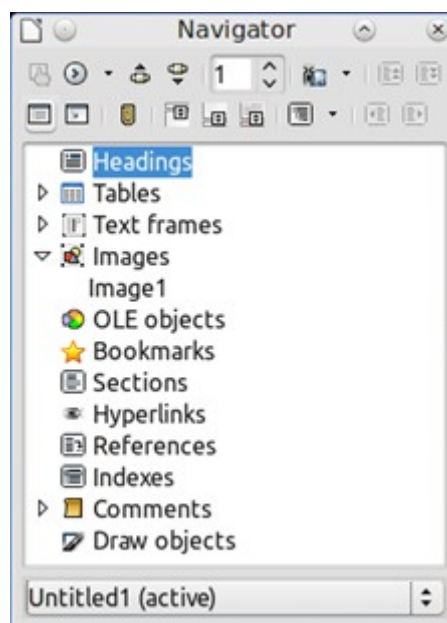 Navigator
1
Headings
Tables
Text frames
Images
Image1
OLE objects
Bookmarks
Sections
Hyperlinks
References
Indexes
Comments
Draw objects
Untitled1 (active)